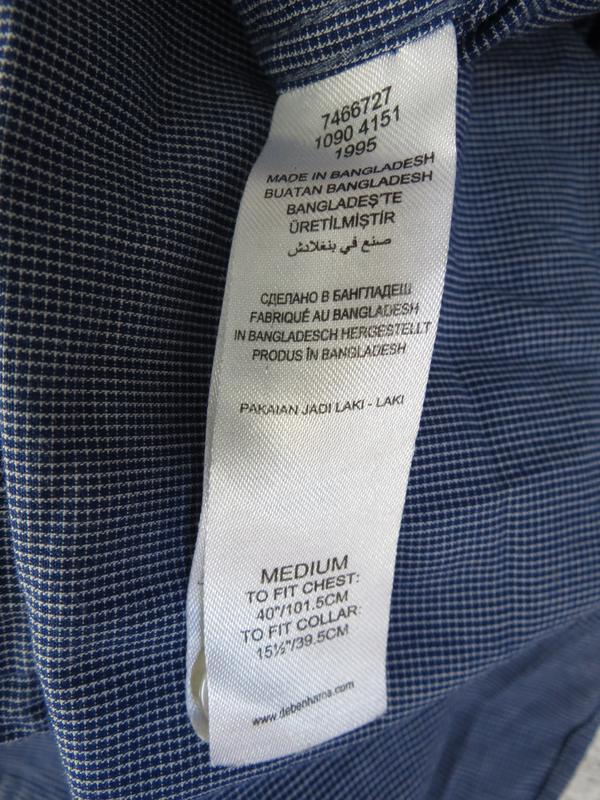 7466727
1090 4151
1995
MADE IN BANGLADESH
BUATAN BANGLADESH
BANGLADEŞ'TE
ÜRETİLMİŞTİR
صنع في بنغلادش
СДЕЛАНО В БАНГЛАДЕШ
FABRIQUÉ AU BANGLADESH
IN BANGLADESCH HERGESTELLT
PRODUS ÎN BANGLADESH
PAKAIAN JADI LAKI - LAKI
MEDIUM
TO FIT CHEST:
40"/101.5CM
TO FIT COLLAR:
15½"/39.5CM
www.debenhams.com